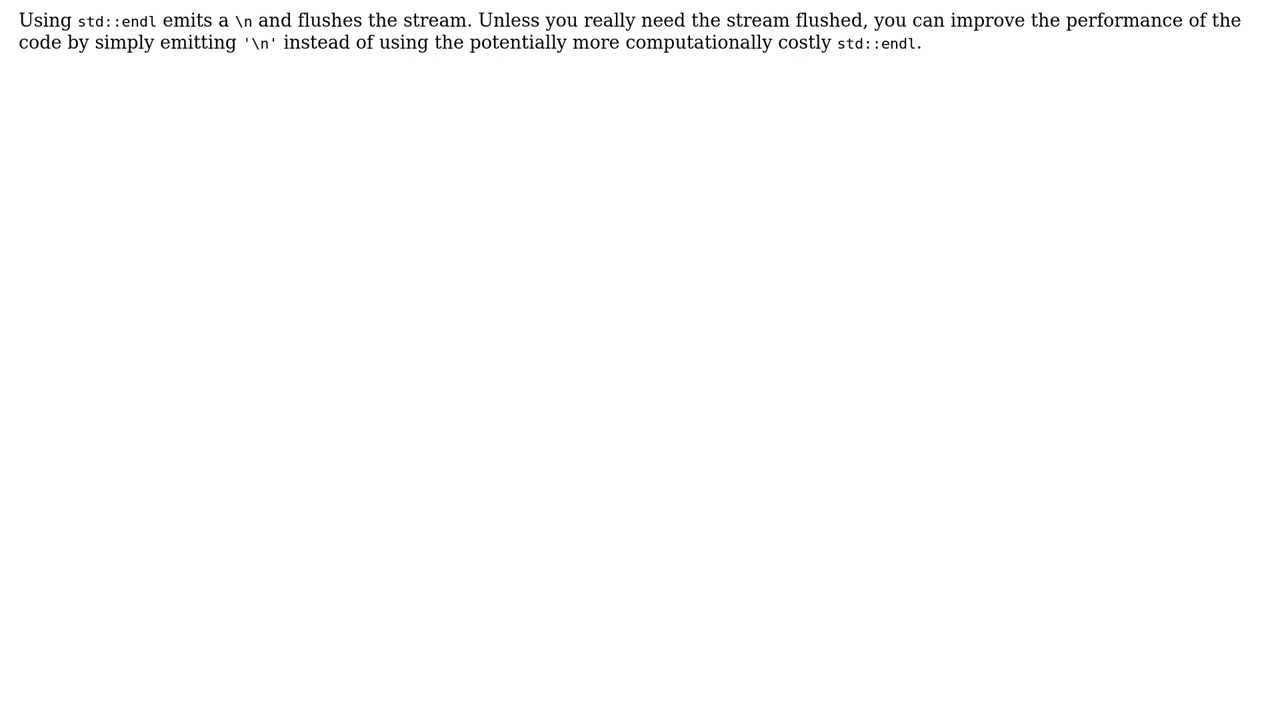 Using std::endl emits a \n and flushes the stream. Unless you really need the stream flushed, you can improve the performance of the
code by simply emitting '\n' instead of using the potentially more computationally costly std::endl.